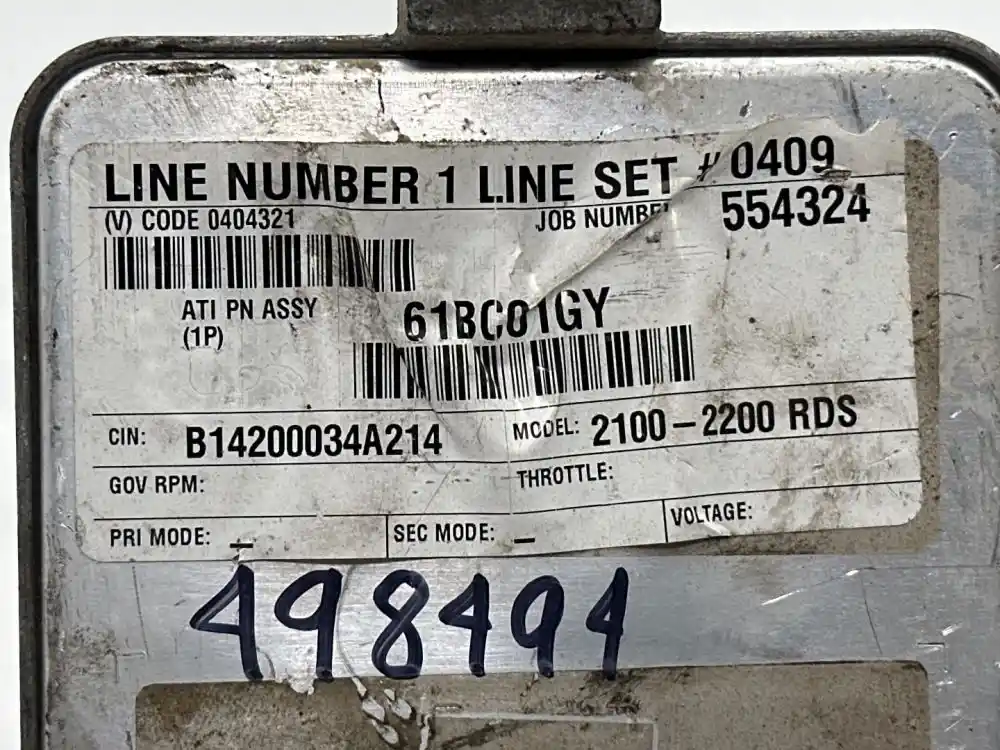 LINE NUMBER 1 LINE SET # 0409
(V) CODE 0404321 JOB NUMBER 554324
ATI PN ASSY 61BC01GY
(1P)
CIN: B14200034A214 MODEL: 2100-2200 RDS
GOV RPM: THROTTLE:
PRI MODE: _ SEC MODE: _ VOLTAGE:
498494